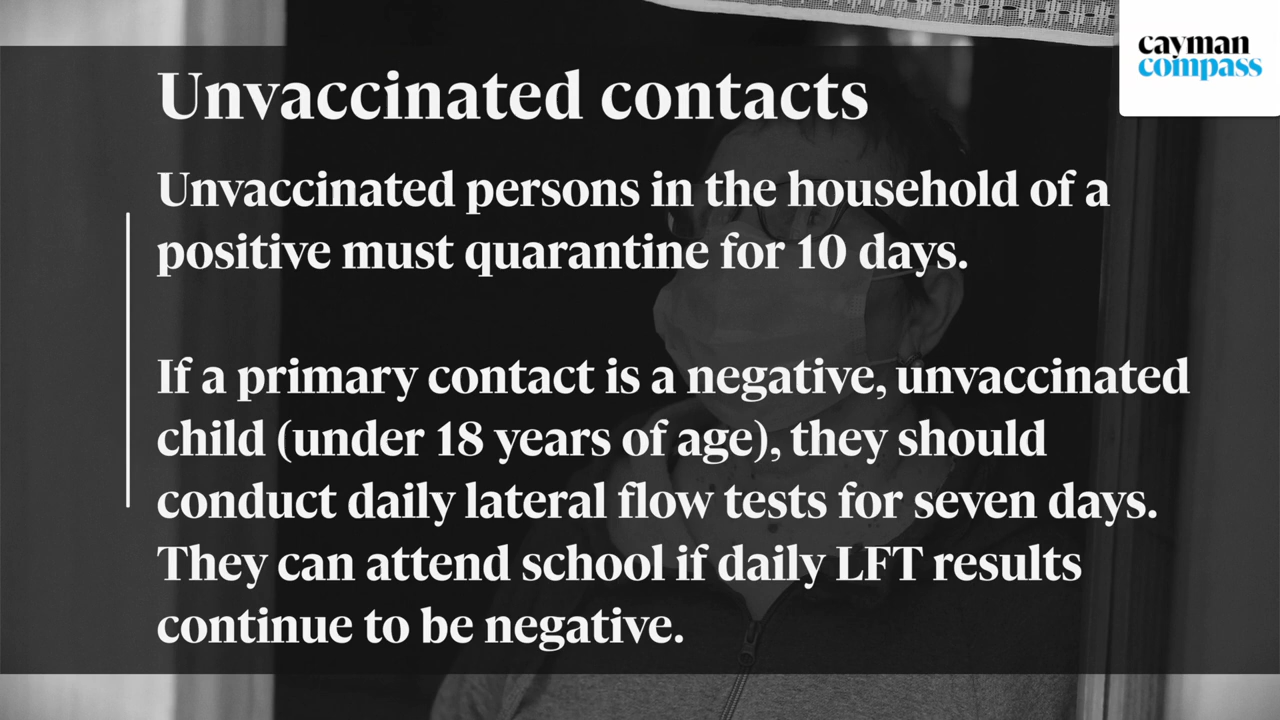 cayman
compass
Unvaccinated contacts
Unvaccinated persons in the household of a
positive must quarantine for 10 days.
If a primary contact is a negative, unvaccinated
child (under 18 years of age), they should
conduct daily lateral flow tests for seven days.
They can attend school if daily LFT results
continue to be negative.